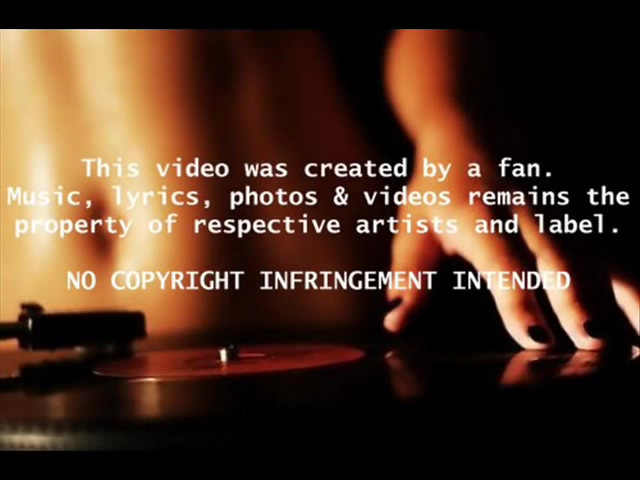 This video was created by a fan.
Music, lyrics, photos & videos remains the
property of respective artists and label.
NO COPYRIGHT INFRINGEMENT INTENDED